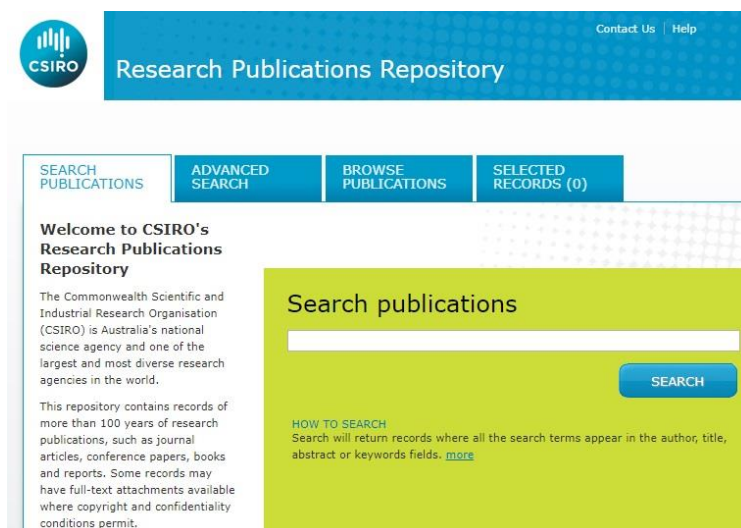 Contact Us | Help
CSIRO
Research Publications Repository
SEARCH
PUBLICATIONS
ADVANCED
SEARCH
BROWSE
PUBLICATIONS
SELECTED
RECORDS (0)
Welcome to CSIRO's
Research Publications
Repository
The Commonwealth Scientific and
Industrial Research Organisation
(CSIRO) is Australia's national
science agency and one of the
largest and most diverse research
agencies in the world.
This repository contains records of
more than 100 years of research
publications, such as journal
articles, conference papers, books
and reports. Some records may
have full-text attachments available
where copyright and confidentiality
conditions permit.
Search publications
SEARCH
HOW TO SEARCH
Search will return records where all the search terms appear in the author, title,
abstract or keywords fields. more